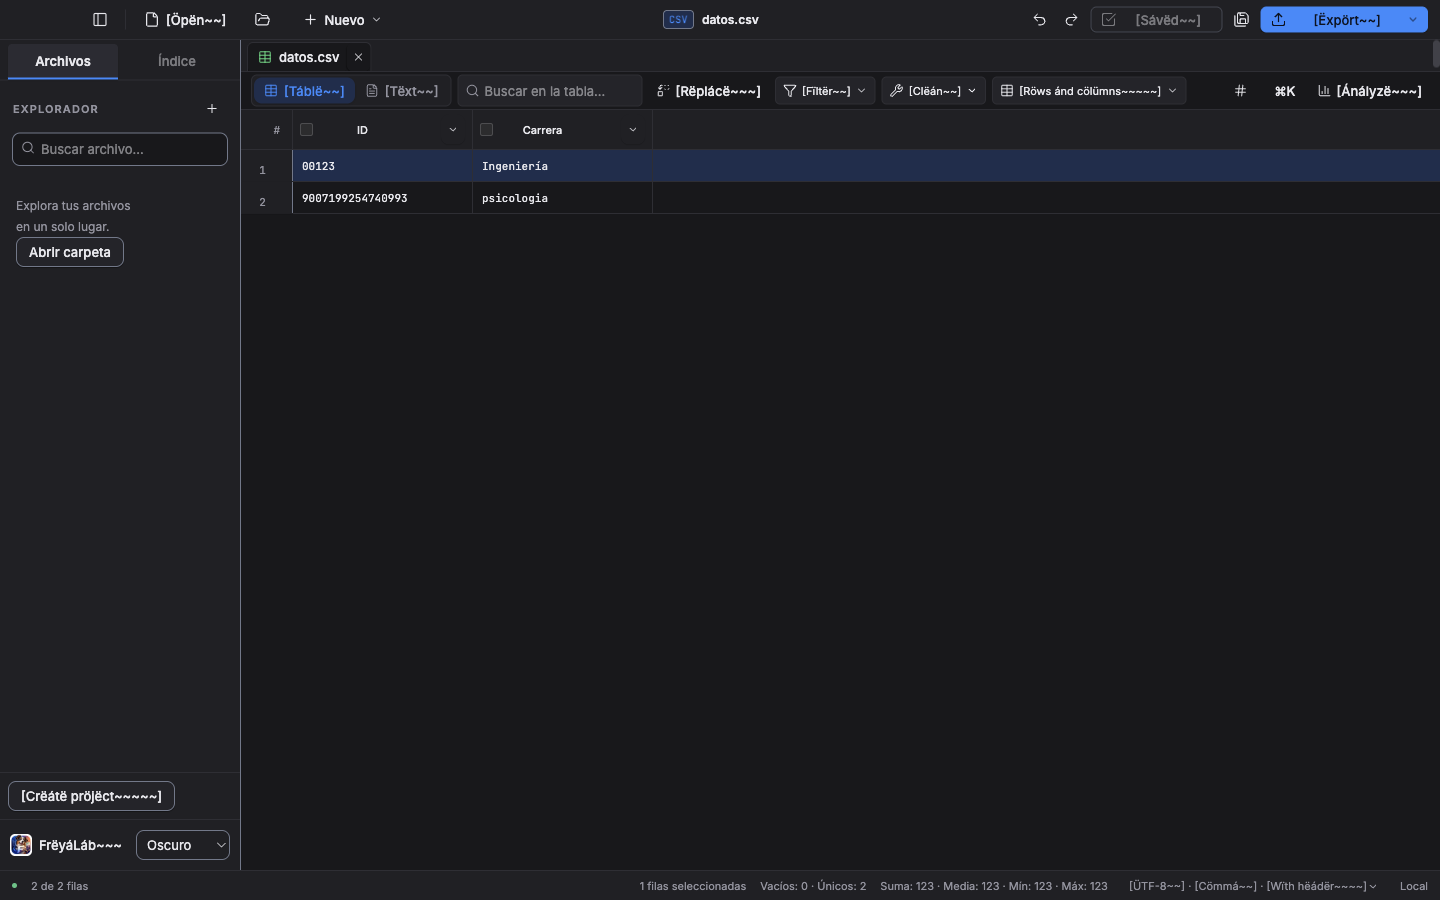 [Öpën~~]
Nuevo
CSV datos.csv
[Sávëd~~]
[Ëxpört~~]
Archivos
Índice
EXPLORADOR
Buscar archivo...
Explora tus archivos
en un solo lugar.
Abrir carpeta
[Crëátë pröjëct~~~~~]
FrëyáLáb~~~
Oscuro
datos.csv
[Táblë~~]
[Tëxt~~]
Buscar en la tabla...
[Rëplácë~~~]
[Fïltër~~]
[Clëán~~]
[Röws ánd cölümns~~~~~]
#
⌘K
[Ánályzë~~~]
# ID Carrera
1 00123 Ingeniería
2 9007199254740993 psicologia
2 de 2 filas
1 filas seleccionadas
Vacíos: 0 · Únicos: 2
Suma: 123 · Media: 123 · Mín: 123 · Máx: 123
[ÜTF-8~~] · [Cömmá~~] · [Wïth hëádër~~~~]
Local